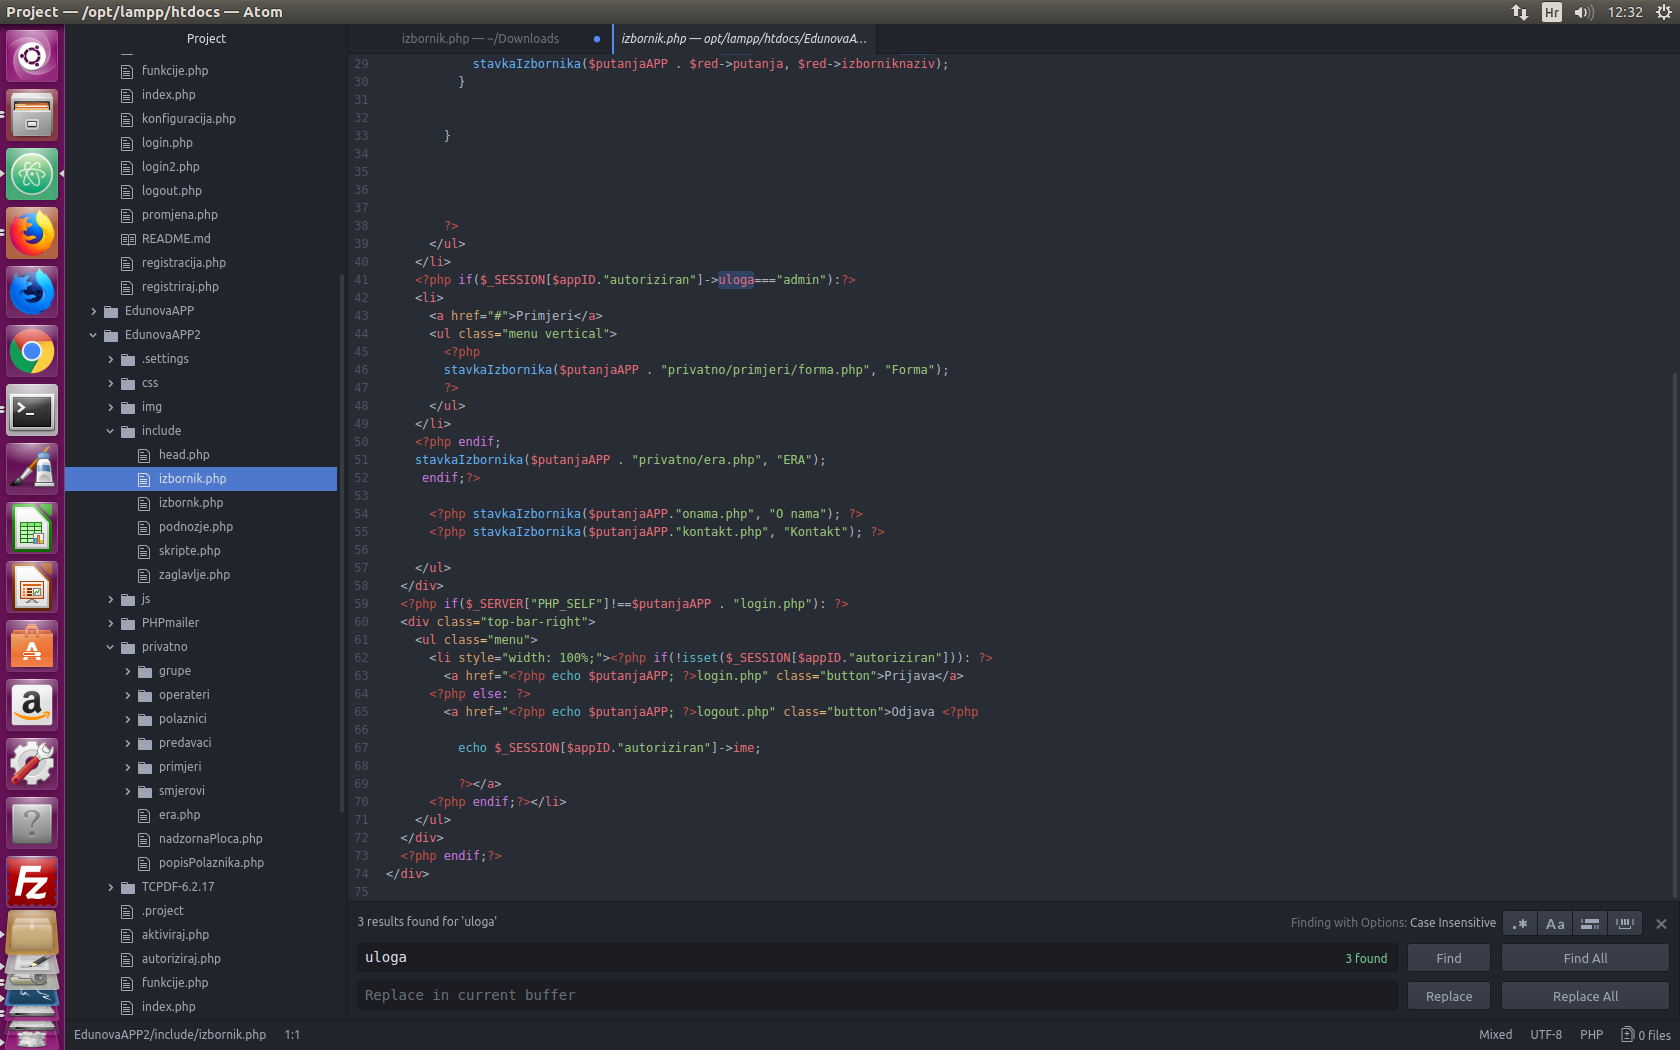 Project — /opt/lampp/htdocs — Atom
Hr
12:32
Project
izbornik.php — ~/Downloads
izbornik.php — opt/lampp/htdocs/EdunovaA...
funkcije.php
index.php
konfiguracija.php
login.php
login2.php
logout.php
promjena.php
README.md
registracija.php
registriraj.php
EdunovaAPP
EdunovaAPP2
.settings
css
img
include
head.php
izbornik.php
izbornk.php
podnozje.php
skripte.php
zaglavlje.php
js
PHPmailer
privatno
grupe
operateri
polaznici
predavaci
primjeri
smjerovi
era.php
nadzornaPloca.php
popisPolaznika.php
TCPDF-6.2.17
.project
aktiviraj.php
autoriziraj.php
funkcije.php
index.php
29 stavkaIzbornika($putanjaAPP . $red->putanja, $red->izborniknaziv);
30 }
31
32
33 }
34
35
36
37
38 ?>
39 </ul>
40 </li>
41 <?php if($_SESSION[$appID."autoriziran"]->uloga==="admin"):?>
42 <li>
43 <a href="#">Primjeri</a>
44 <ul class="menu vertical">
45 <?php
46 stavkaIzbornika($putanjaAPP . "privatno/primjeri/forma.php", "Forma");
47 ?>
48 </ul>
49 </li>
50 <?php endif;
51 stavkaIzbornika($putanjaAPP . "privatno/era.php", "ERA");
52 endif;?>
53
54 <?php stavkaIzbornika($putanjaAPP."onama.php", "O nama"); ?>
55 <?php stavkaIzbornika($putanjaAPP."kontakt.php", "Kontakt"); ?>
56
57 </ul>
58 </div>
59 <?php if($_SERVER["PHP_SELF"]!==$putanjaAPP . "login.php"): ?>
60 <div class="top-bar-right">
61 <ul class="menu">
62 <li style="width: 100%;"><?php if(!isset($_SESSION[$appID."autoriziran"])): ?>
63 <a href="<?php echo $putanjaAPP; ?>login.php" class="button">Prijava</a>
64 <?php else: ?>
65 <a href="<?php echo $putanjaAPP; ?>logout.php" class="button">Odjava <?php
66
67 echo $_SESSION[$appID."autoriziran"]->ime;
68
69 ?></a>
70 <?php endif;?></li>
71 </ul>
72 </div>
73 <?php endif;?>
74 </div>
75
3 results found for 'uloga'
Finding with Options: Case Insensitive
.* Aa
uloga
3 found
Find
Find All
Replace in current buffer
Replace
Replace All
EdunovaAPP2/include/izbornik.php 1:1
Mixed UTF-8 PHP 0 files